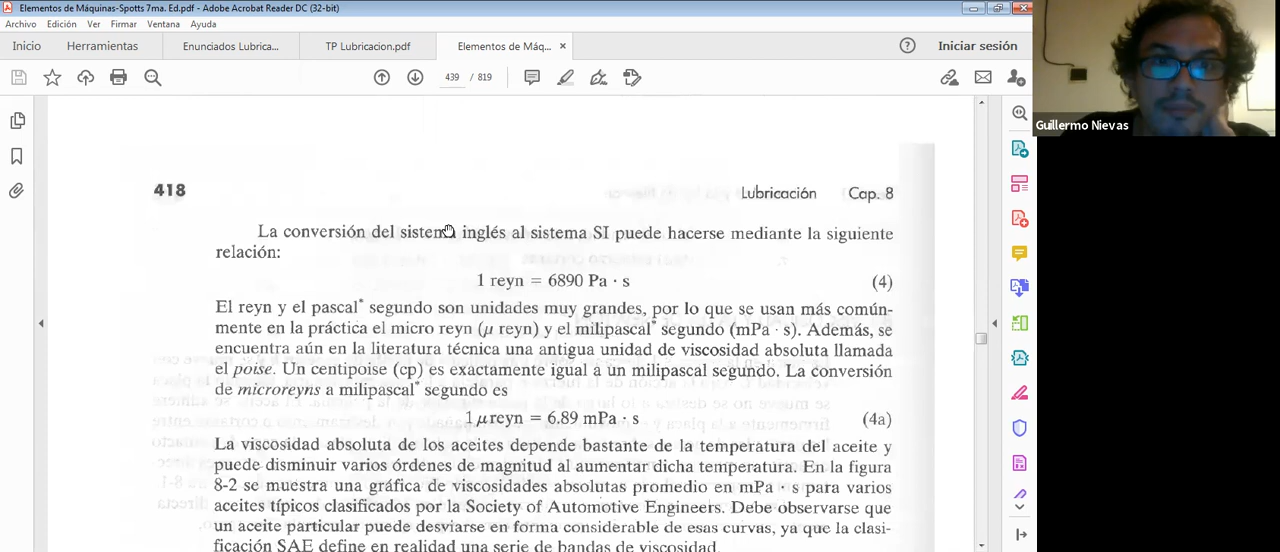 Elementos de Máquinas-Spotts 7ma. Ed.pdf - Adobe Acrobat Reader DC (32-bit)
Archivo Edición Ver Firmar Ventana Ayuda
Inicio Herramientas Enunciados Lubrica... TP Lubricacion.pdf Elementos de Máq... × Iniciar sesión
439 / 819
Guillermo Nievas
418 Lubricación Cap. 8
La conversión del sistema inglés al sistema SI puede hacerse mediante la siguiente
relación:
1 reyn = 6890 Pa · s (4)
El reyn y el pascal* segundo son unidades muy grandes, por lo que se usan más común-
mente en la práctica el micro reyn (μ reyn) y el milipascal* segundo (mPa · s). Además, se
encuentra aún en la literatura técnica una antigua unidad de viscosidad absoluta llamada
el poise. Un centipoise (cp) es exactamente igual a un milipascal segundo. La conversión
de microreyns a milipascal* segundo es
1 μreyn = 6.89 mPa · s (4a)
La viscosidad absoluta de los aceites depende bastante de la temperatura del aceite y
puede disminuir varios órdenes de magnitud al aumentar dicha temperatura. En la figura
8-2 se muestra una gráfica de viscosidades absolutas promedio en mPa · s para varios
aceites típicos clasificados por la Society of Automotive Engineers. Debe observarse que
un aceite particular puede desviarse en forma considerable de esas curvas, ya que la clasi-
ficación SAE define en realidad una serie de bandas de viscosidad.